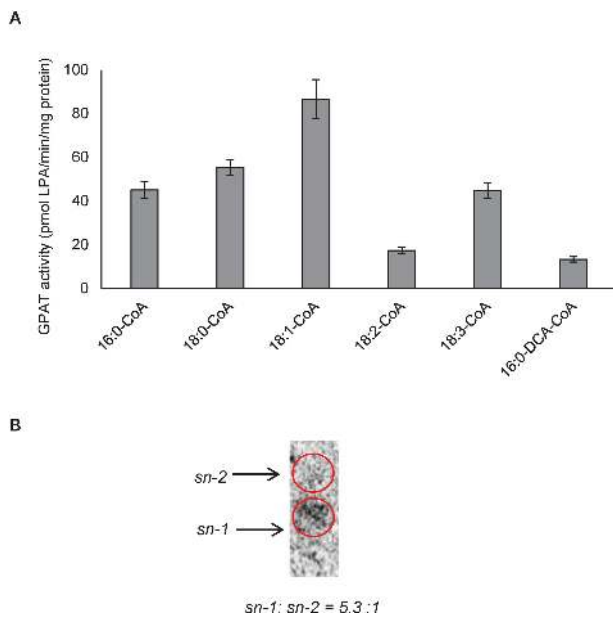 A
GPAT activity (pmol LPA/min/mg protein)
100
80
60
40
20
0
16:0-CoA
18:0-CoA
18:1-CoA
18:2-CoA
18:3-CoA
16:0-DCA-CoA
B
sn-2
sn-1
sn-1: sn-2 = 5.3 :1